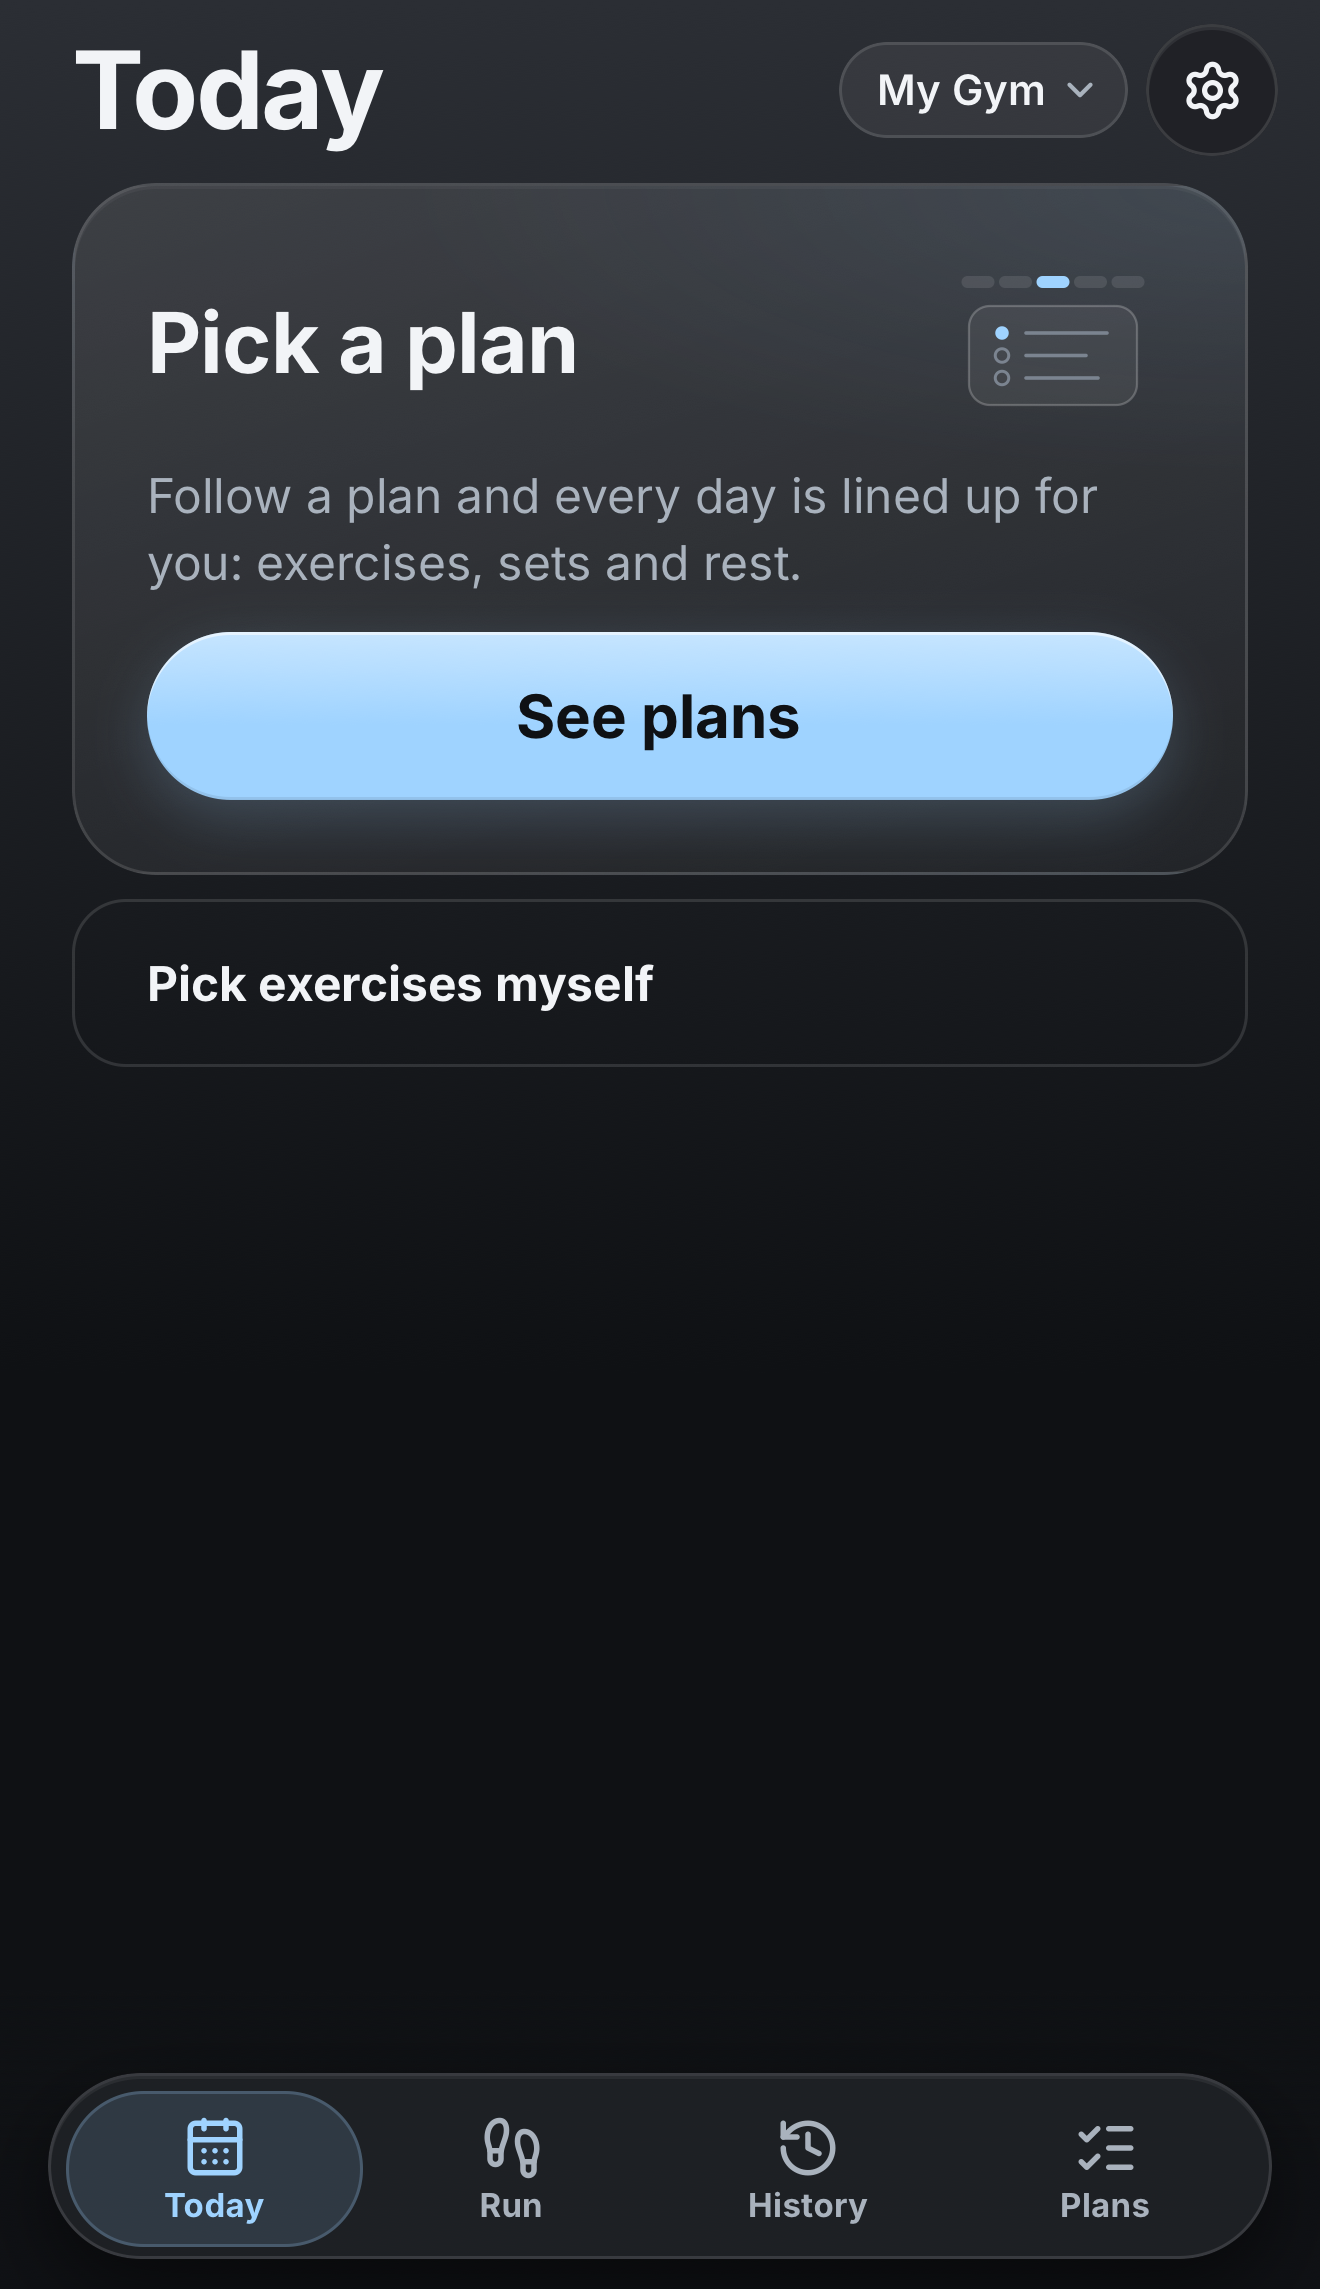 Today
My Gym
Pick a plan
Follow a plan and every day is lined up for
you: exercises, sets and rest.
See plans
Pick exercises myself
Today
Run
History
Plans